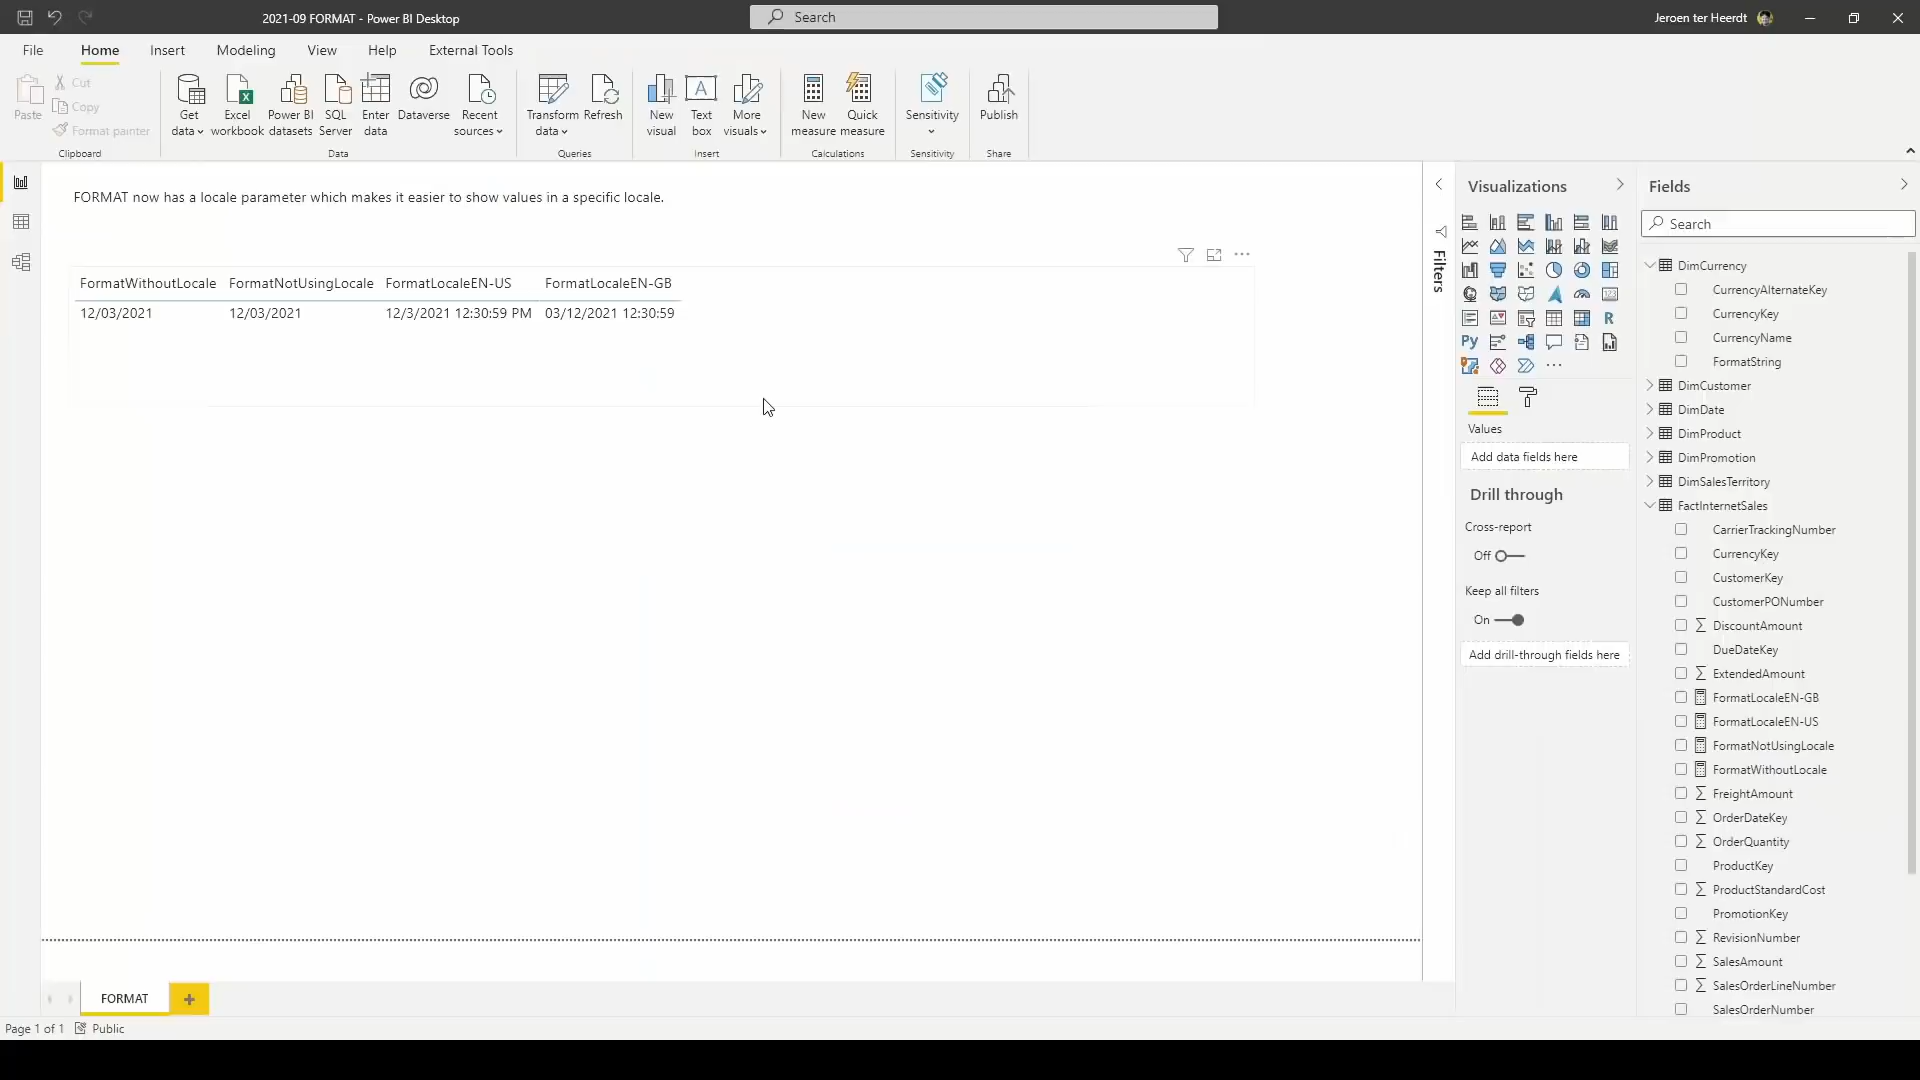 2021-09 FORMAT - Power BI Desktop
Search
Jeroen ter Heerdt
File
Home
Insert
Modeling
View
Help
External Tools
Paste
Cut
Copy
Format painter
Clipboard
Get data
Excel workbook
Power BI datasets
SQL Server
Enter data
Dataverse
Recent sources
Data
Transform data
Refresh
Queries
New visual
Text box
More visuals
Insert
New measure
Quick measure
Calculations
Sensitivity
Sensitivity
Publish
Share
FORMAT now has a locale parameter which makes it easier to show values in a specific locale.
FormatWithoutLocale FormatNotUsingLocale FormatLocaleEN-US FormatLocaleEN-GB
12/03/2021 12/03/2021 12/3/2021 12:30:59 PM 03/12/2021 12:30:59
Filters
Visualizations
R
Py
Values
Add data fields here
Drill through
Cross-report
Off
Keep all filters
On
Add drill-through fields here
Fields
Search
DimCurrency
CurrencyAlternateKey
CurrencyKey
CurrencyName
FormatString
DimCustomer
DimDate
DimProduct
DimPromotion
DimSalesTerritory
FactInternetSales
CarrierTrackingNumber
CurrencyKey
CustomerKey
CustomerPONumber
DiscountAmount
DueDateKey
ExtendedAmount
FormatLocaleEN-GB
FormatLocaleEN-US
FormatNotUsingLocale
FormatWithoutLocale
FreightAmount
OrderDateKey
OrderQuantity
ProductKey
ProductStandardCost
PromotionKey
RevisionNumber
SalesAmount
SalesOrderLineNumber
SalesOrderNumber
FORMAT
Page 1 of 1
Public